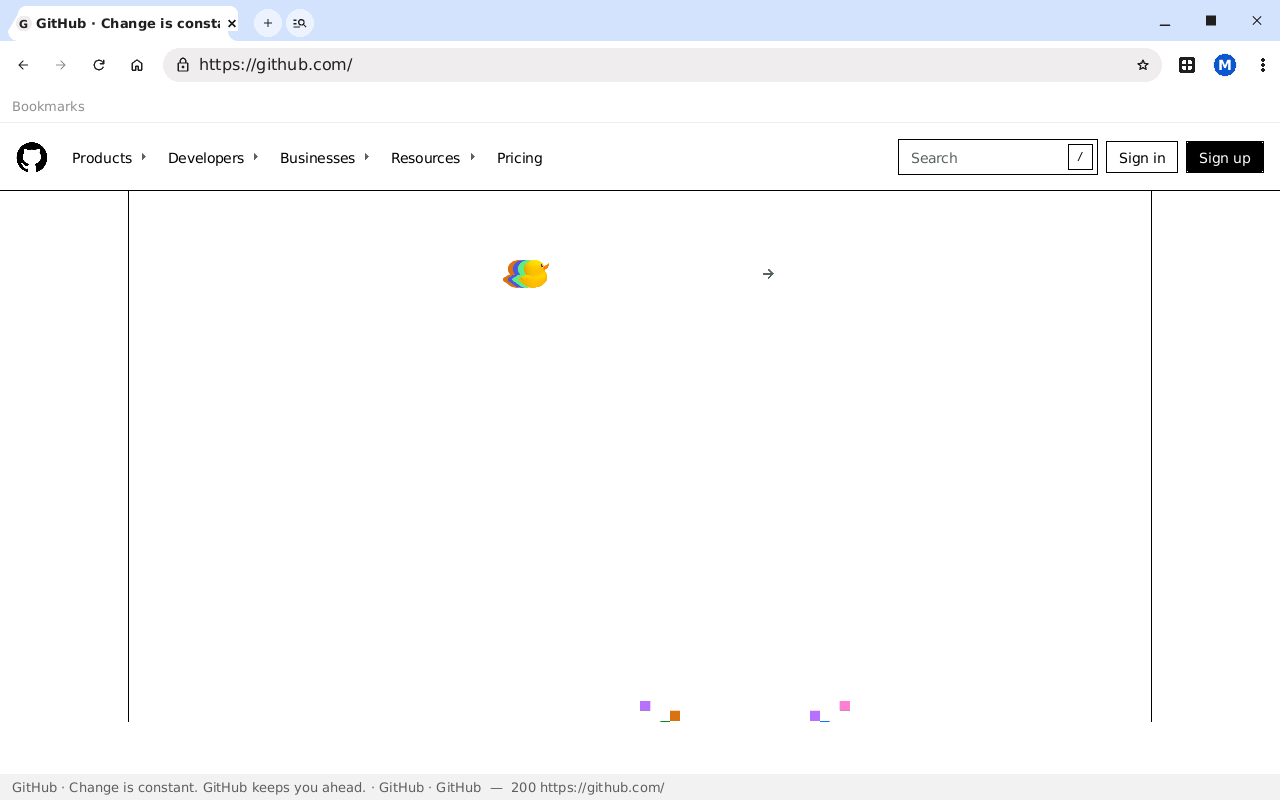 G GitHub · Change is consta
https://github.com/
M
Bookmarks
Products Developers Businesses Resources Pricing Search / Sign in Sign up
GitHub · Change is constant. GitHub keeps you ahead. · GitHub · GitHub — 200 https://github.com/